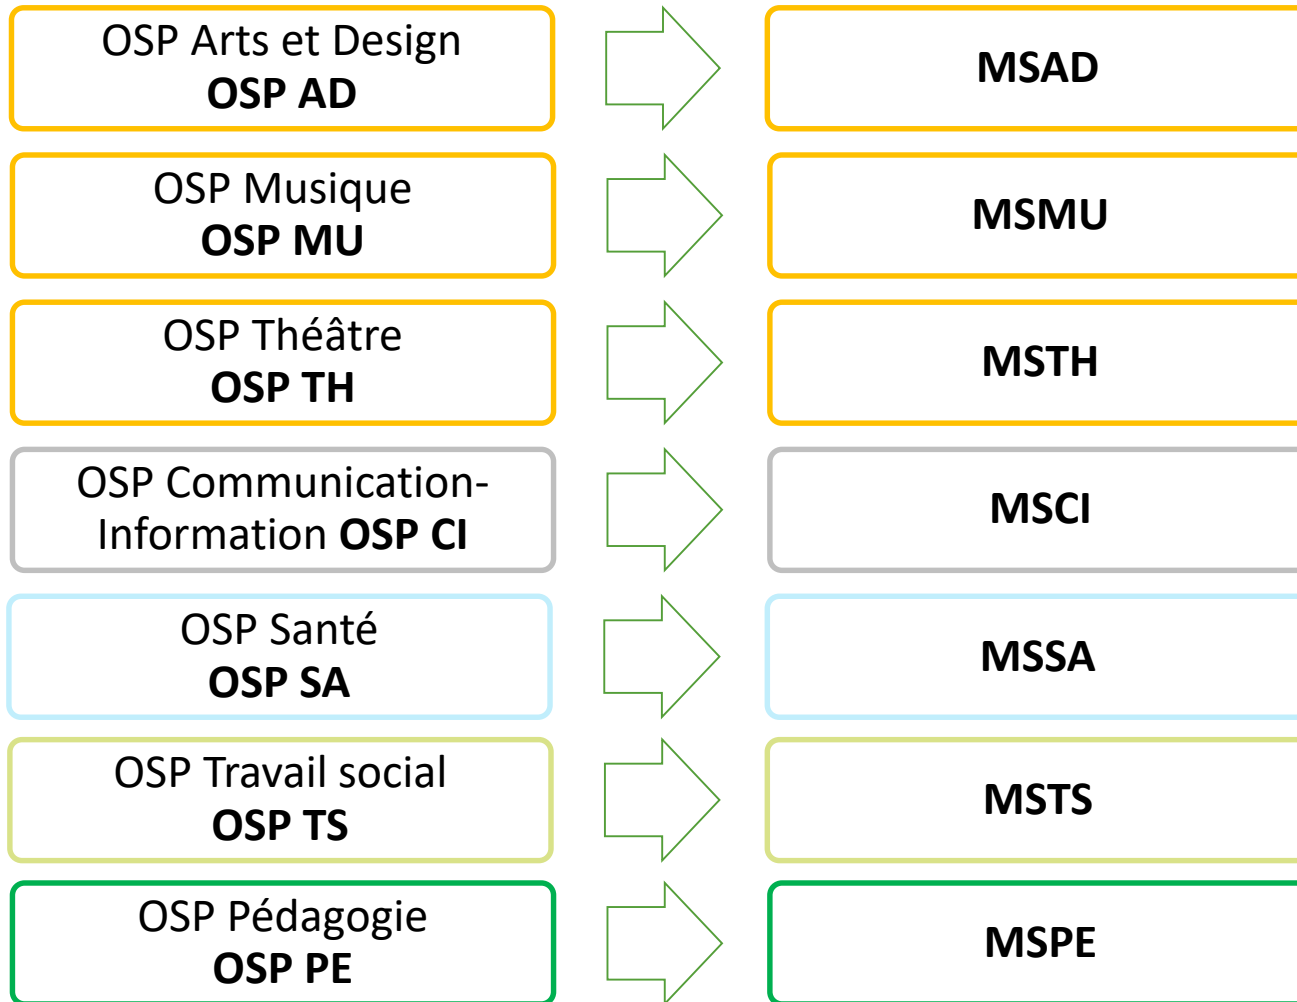 OSP Arts et Design
OSP AD
MSAD
OSP Musique
OSP MU
MSMU
OSP Théâtre
OSP TH
MSTH
OSP Communication-
Information OSP CI
MSCI
OSP Santé
OSP SA
MSSA
OSP Travail social
OSP TS
MSTS
OSP Pédagogie
OSP PE
MSPE